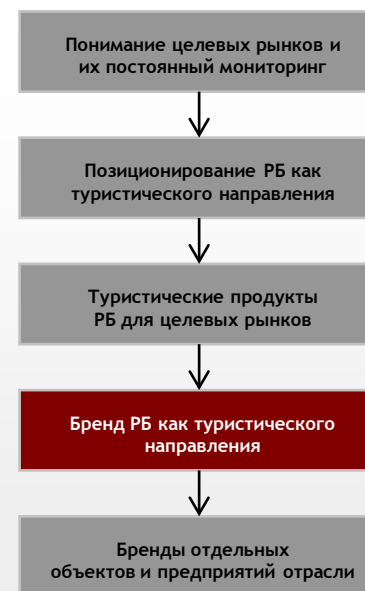 Понимание целевых рынков и
их постоянный мониторинг
Позиционирование РБ как
туристического направления
Туристические продукты
РБ для целевых рынков
Бренд РБ как туристического
направления
Бренды отдельных
объектов и предприятий отрасли